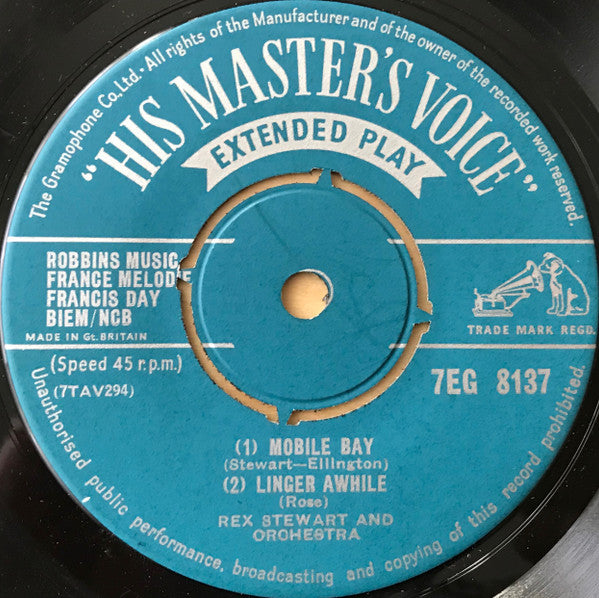 The Gramophone Co. Ltd. • All rights of the Manufacturer and of the owner of the recorded work reserved.
"HIS MASTER'S VOICE"
EXTENDED PLAY
ROBBINS MUSIC
FRANCE MELODIE
FRANCIS DAY
BIEM/NCB
MADE IN Gt. BRITAIN
TRADE MARK REGD.
(Speed 45 r.p.m.)
(7TAV294)
7EG 8137
(1) MOBILE BAY
(Stewart—Ellington)
(2) LINGER AWHILE
(Rose)
REX STEWART AND
ORCHESTRA
Unauthorised public performance, broadcasting and copying of this record prohibited.